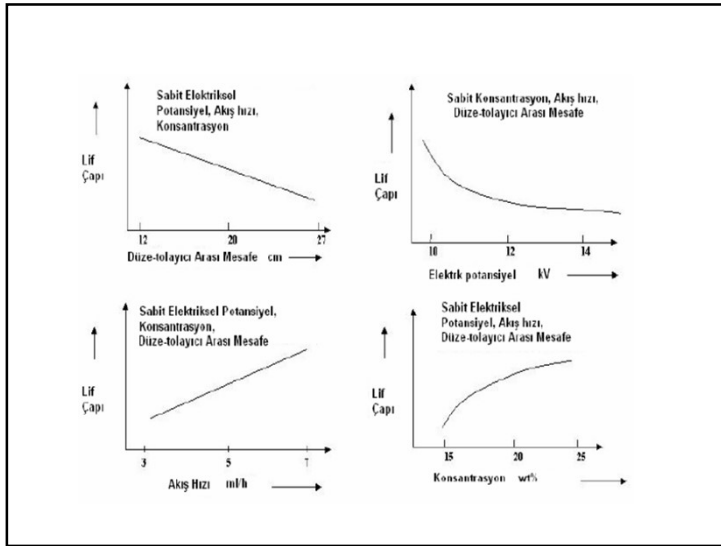 Sabit Elektriksel
Potansiyel, Akış hızı,
Konsantrasyon
Lif
Çapı
12 20 27
Düze-tolayıcı Arası Mesafe cm
Sabit Konsantrasyon, Akış hızı,
Düze-tolayıcı Arası Mesafe
Lif
Çapı
10 12 14
Elektrk potansiyel kV
Sabit Elektriksel Potansiyel,
Konsantrasyon,
Düze-tolayıcı Arası Mesafe
Lif
Çapı
3 5 7
Akış Hızı ml/h
Sabit Elektriksel
Potansiyel, Akış hızı,
Düze-tolayıcı Arası Mesafe
Lif
Çapı
15 20 25
Konsantrasyon wt%